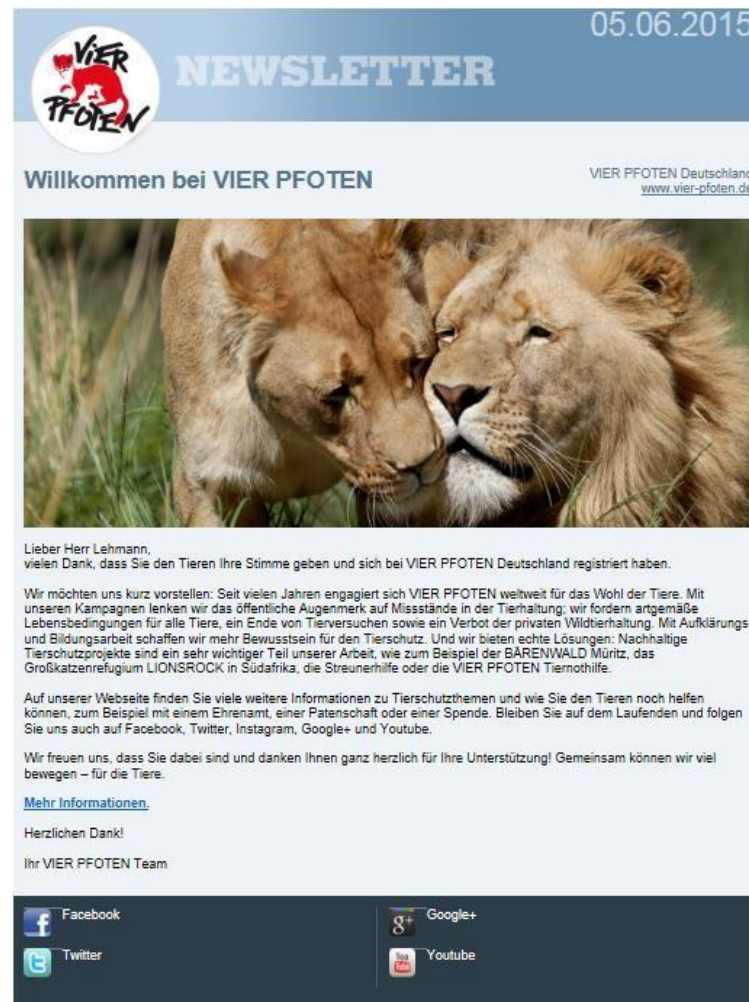 05.06.2015
VIER
PFOTEN
NEWSLETTER
Willkommen bei VIER PFOTEN
VIER PFOTEN Deutschland
www.vier-pfoten.de
Lieber Herr Lehmann,
vielen Dank, dass Sie den Tieren Ihre Stimme geben und sich bei VIER PFOTEN Deutschland registriert haben.
Wir möchten uns kurz vorstellen: Seit vielen Jahren engagiert sich VIER PFOTEN weltweit für das Wohl der Tiere. Mit
unseren Kampagnen lenken wir das öffentliche Augenmerk auf Missstände in der Tierhaltung; wir fordern artgemäße
Lebensbedingungen für alle Tiere, ein Ende von Tierversuchen sowie ein Verbot der privaten Wildtierhaltung. Mit Aufklärungs
und Bildungsarbeit schaffen wir mehr Bewusstsein für den Tierschutz. Und wir bieten echte Lösungen: Nachhaltige
Tierschutzprojekte sind ein sehr wichtiger Teil unserer Arbeit, wie zum Beispiel der BÄRENWALD Müritz, das
Großkatzenrefugium LIONSROCK in Südafrika, die Streunerhilfe oder die VIER PFOTEN Tiernothilfe.
Auf unserer Webseite finden Sie viele weitere Informationen zu Tierschutzthemen und wie Sie den Tieren noch helfen
können, zum Beispiel mit einem Ehrenamt, einer Patenschaft oder einer Spende. Bleiben Sie auf dem Laufenden und folgen
Sie uns auch auf Facebook, Twitter, Instagram, Google+ und Youtube.
Wir freuen uns, dass Sie dabei sind und danken Ihnen ganz herzlich für Ihre Unterstützung! Gemeinsam können wir viel
bewegen – für die Tiere.
Mehr Informationen.
Herzlichen Dank!
Ihr VIER PFOTEN Team
Facebook
Google+
Twitter
Youtube